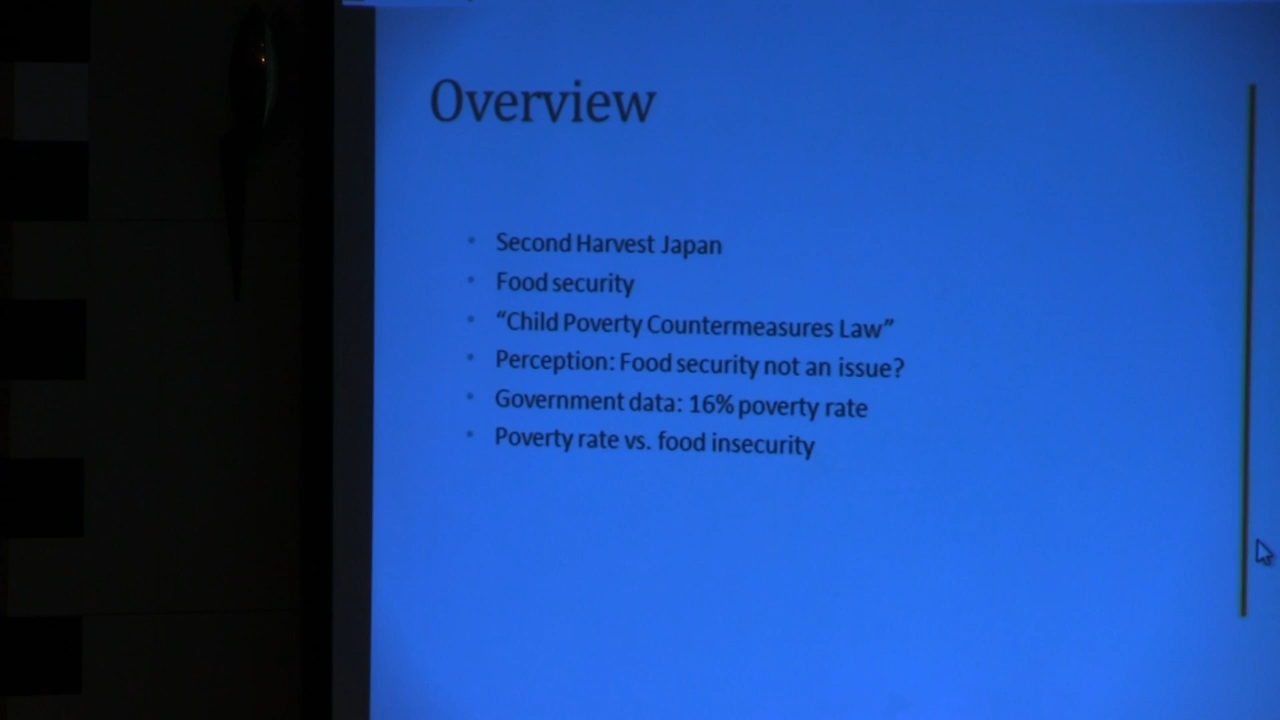 Overview
Second Harvest Japan
Food security
“Child Poverty Countermeasures Law”
Perception: Food security not an issue?
Government data: 16% poverty rate
Poverty rate vs. food insecurity